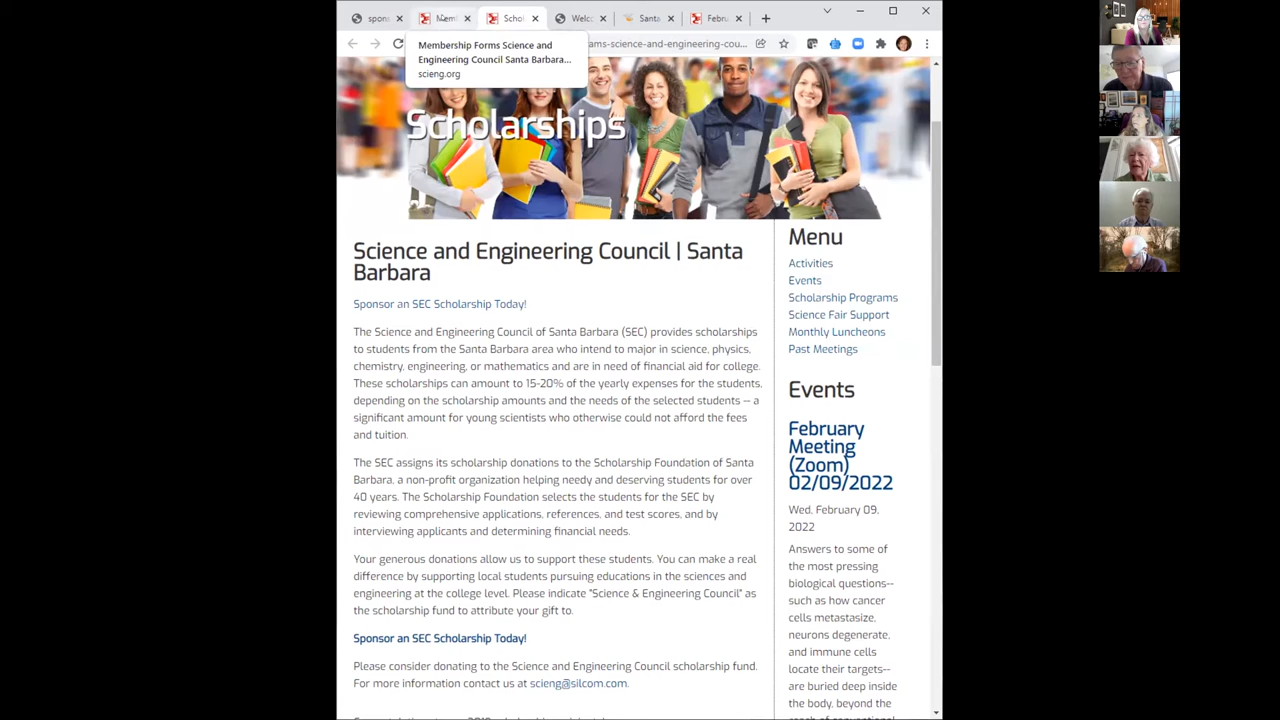 spons
Mem
Schol
Welc
Santa
Febru
ams-science-and-engineering-cou...
Membership Forms Science and
Engineering Council Santa Barbara...
scieng.org
Scholarships
Science and Engineering Council | Santa
Barbara
Sponsor an SEC Scholarship Today!
The Science and Engineering Council of Santa Barbara (SEC) provides scholarships
to students from the Santa Barbara area who intend to major in science, physics,
chemistry, engineering, or mathematics and are in need of financial aid for college.
These scholarships can amount to 15-20% of the yearly expenses for the students,
depending on the scholarship amounts and the needs of the selected students -- a
significant amount for young scientists who otherwise could not afford the fees
and tuition.
The SEC assigns its scholarship donations to the Scholarship Foundation of Santa
Barbara, a non-profit organization helping needy and deserving students for over
40 years. The Scholarship Foundation selects the students for the SEC by
reviewing comprehensive applications, references, and test scores, and by
interviewing applicants and determining financial needs.
Your generous donations allow us to support these students. You can make a real
difference by supporting local students pursuing educations in the sciences and
engineering at the college level. Please indicate "Science & Engineering Council" as
the scholarship fund to attribute your gift to.
Sponsor an SEC Scholarship Today!
Please consider donating to the Science and Engineering Council scholarship fund.
For more information contact us at scieng@silcom.com.
Menu
Activities
Events
Scholarship Programs
Science Fair Support
Monthly Luncheons
Past Meetings
Events
February
Meeting
(Zoom)
02/09/2022
Wed, February 09,
2022
Answers to some of
the most pressing
biological questions--
such as how cancer
cells metastasize,
neurons degenerate,
and immune cells
locate their targets--
are buried deep inside
the body, beyond the